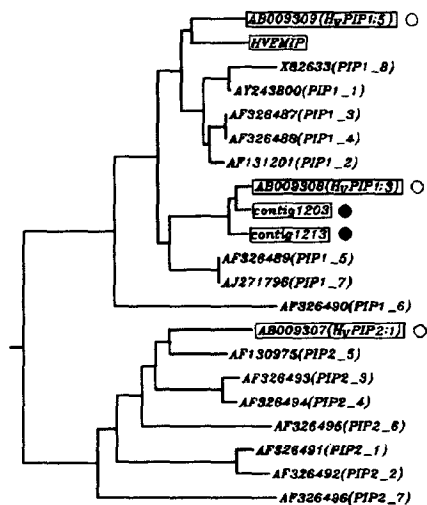 AB009309(HvPIP1;5)
HVEMIP
X82633(PIP1_8)
AY243800(PIP1_1)
AF326487(PIP1_3)
AF326488(PIP1_4)
AF131201(PIP1_2)
AB009308(HvPIP1;3)
contig1203
contig1213
AF326489(PIP1_5)
AJ271796(PIP1_7)
AF326490(PIP1_6)
AB009307(HvPIP2;1)
AF130975(PIP2_5)
AF326493(PIP2_3)
AF326494(PIP2_4)
AF326495(PIP2_6)
AF326491(PIP2_1)
AF326492(PIP2_2)
AF326496(PIP2_7)